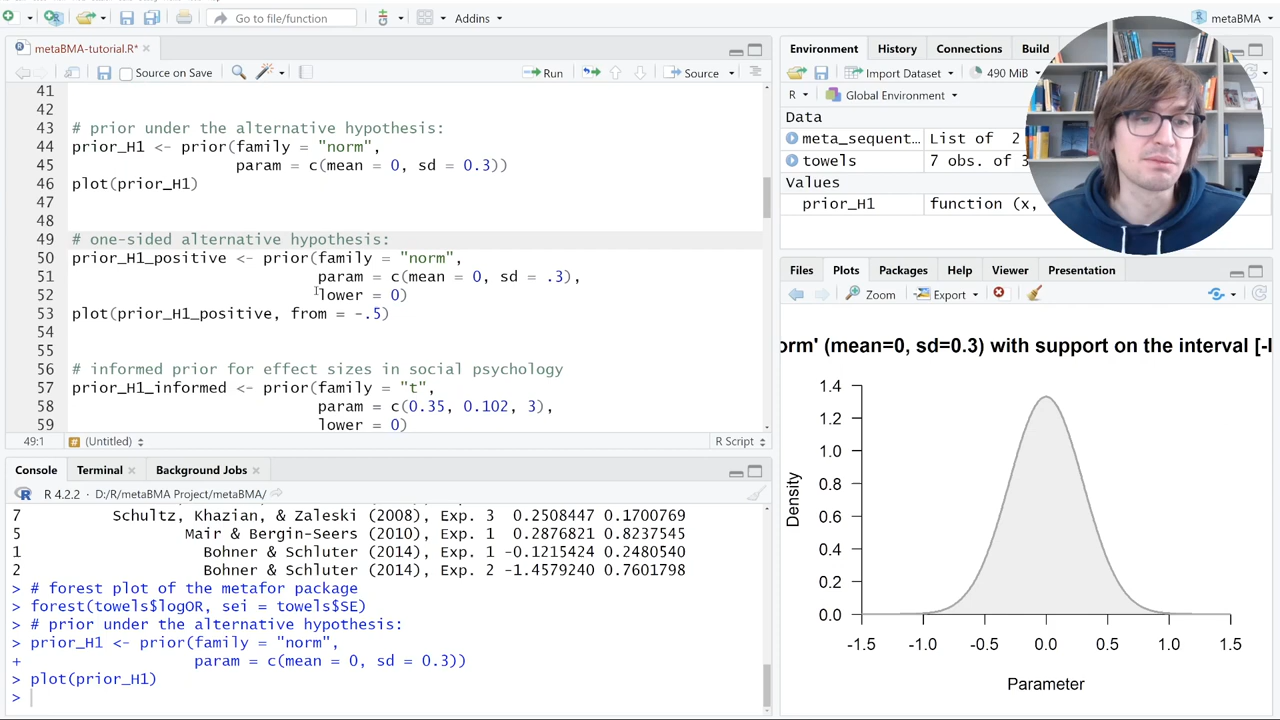 Go to file/function
Addins
metaBMA
metaBMA-tutorial.R*
Source on Save
Run
Source
41
42
43 # prior under the alternative hypothesis:
44 prior_H1 <- prior(family = "norm",
45 param = c(mean = 0, sd = 0.3))
46 plot(prior_H1)
47
48
49 # one-sided alternative hypothesis:
50 prior_H1_positive <- prior(family = "norm",
51 param = c(mean = 0, sd = .3),
52 lower = 0)
53 plot(prior_H1_positive, from = -.5)
54
55
56 # informed prior for effect sizes in social psychology
57 prior_H1_informed <- prior(family = "t",
58 param = c(0.35, 0.102, 3),
59 lower = 0)
49:1 (Untitled) R Script
Console Terminal Background Jobs
R 4.2.2 · D:/R/metaBMA Project/metaBMA/
7 Schultz, Khazian, & Zaleski (2008), Exp. 3 0.2508447 0.1700769
5 Mair & Bergin-Seers (2010), Exp. 1 0.2876821 0.8237545
1 Bohner & Schluter (2014), Exp. 1 -0.1215424 0.2480540
2 Bohner & Schluter (2014), Exp. 2 -1.4579240 0.7601798
> # forest plot of the metafor package
> forest(towels$logOR, sei = towels$SE)
> # prior under the alternative hypothesis:
> prior_H1 <- prior(family = "norm",
+ param = c(mean = 0, sd = 0.3))
> plot(prior_H1)
>
Environment History Connections Build
Import Dataset 490 MiB
R Global Environment
Data
meta_sequent… List of 2
towels 7 obs. of 3
Values
prior_H1 function (x,
Files Plots Packages Help Viewer Presentation
Zoom Export
orm' (mean=0, sd=0.3) with support on the interval [-I
1.4
1.2
1.0
0.8
0.6
0.4
0.2
0.0
Density
-1.5 -1.0 -0.5 0.0 0.5 1.0 1.5
Parameter